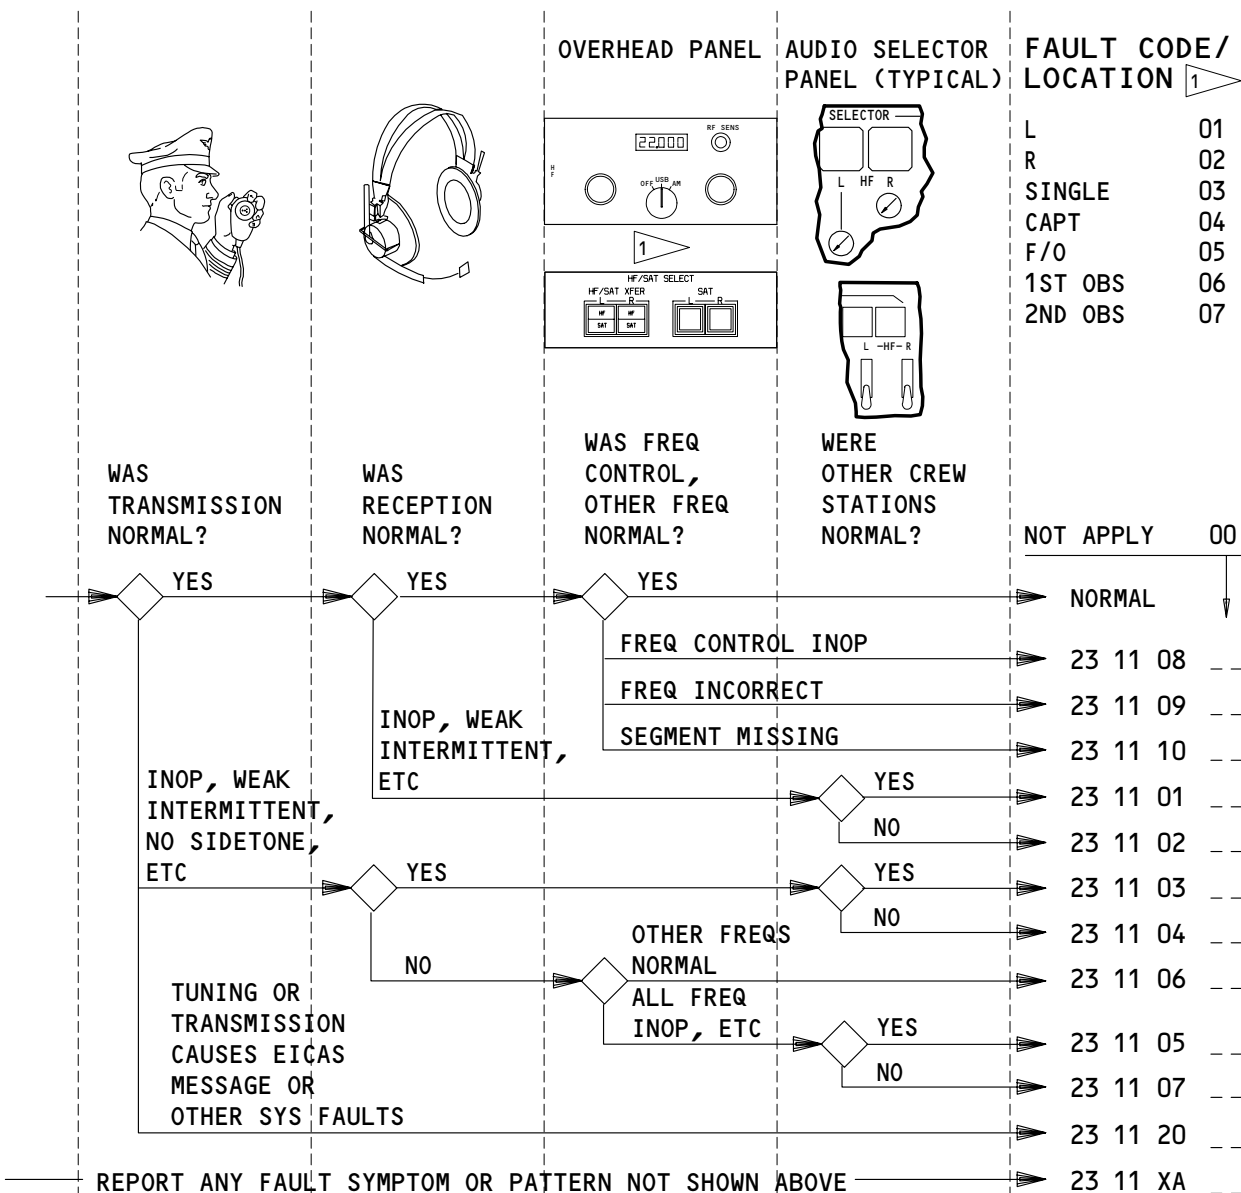 OVERHEAD PANEL
AUDIO SELECTOR
PANEL (TYPICAL)
FAULT CODE/
LOCATION 1
L 01
R 02
SINGLE 03
CAPT 04
F/O 05
1ST OBS 06
2ND OBS 07
22000
RF SENS
H
F
OFF USB AM
1
HF/SAT SELECT
HF/SAT XFER
L R
HF HF
SAT SAT
SAT
L R
SELECTOR
L HF R
L -HF- R
WAS
TRANSMISSION
NORMAL?
WAS
RECEPTION
NORMAL?
WAS FREQ
CONTROL,
OTHER FREQ
NORMAL?
WERE
OTHER CREW
STATIONS
NORMAL?
NOT APPLY 00
YES
YES
YES
NORMAL
FREQ CONTROL INOP
23 11 08 _ _
FREQ INCORRECT
23 11 09 _ _
SEGMENT MISSING
23 11 10 _ _
INOP, WEAK
INTERMITTENT,
ETC
YES
23 11 01 _ _
NO
23 11 02 _ _
INOP, WEAK
INTERMITTENT,
NO SIDETONE,
ETC
YES
YES
23 11 03 _ _
NO
23 11 04 _ _
NO
OTHER FREQS
NORMAL
23 11 06 _ _
ALL FREQ
INOP, ETC
YES
23 11 05 _ _
NO
23 11 07 _ _
TUNING OR
TRANSMISSION
CAUSES EICAS
MESSAGE OR
OTHER SYS FAULTS
23 11 20 _ _
REPORT ANY FAULT SYMPTOM OR PATTERN NOT SHOWN ABOVE
23 11 XA _ _